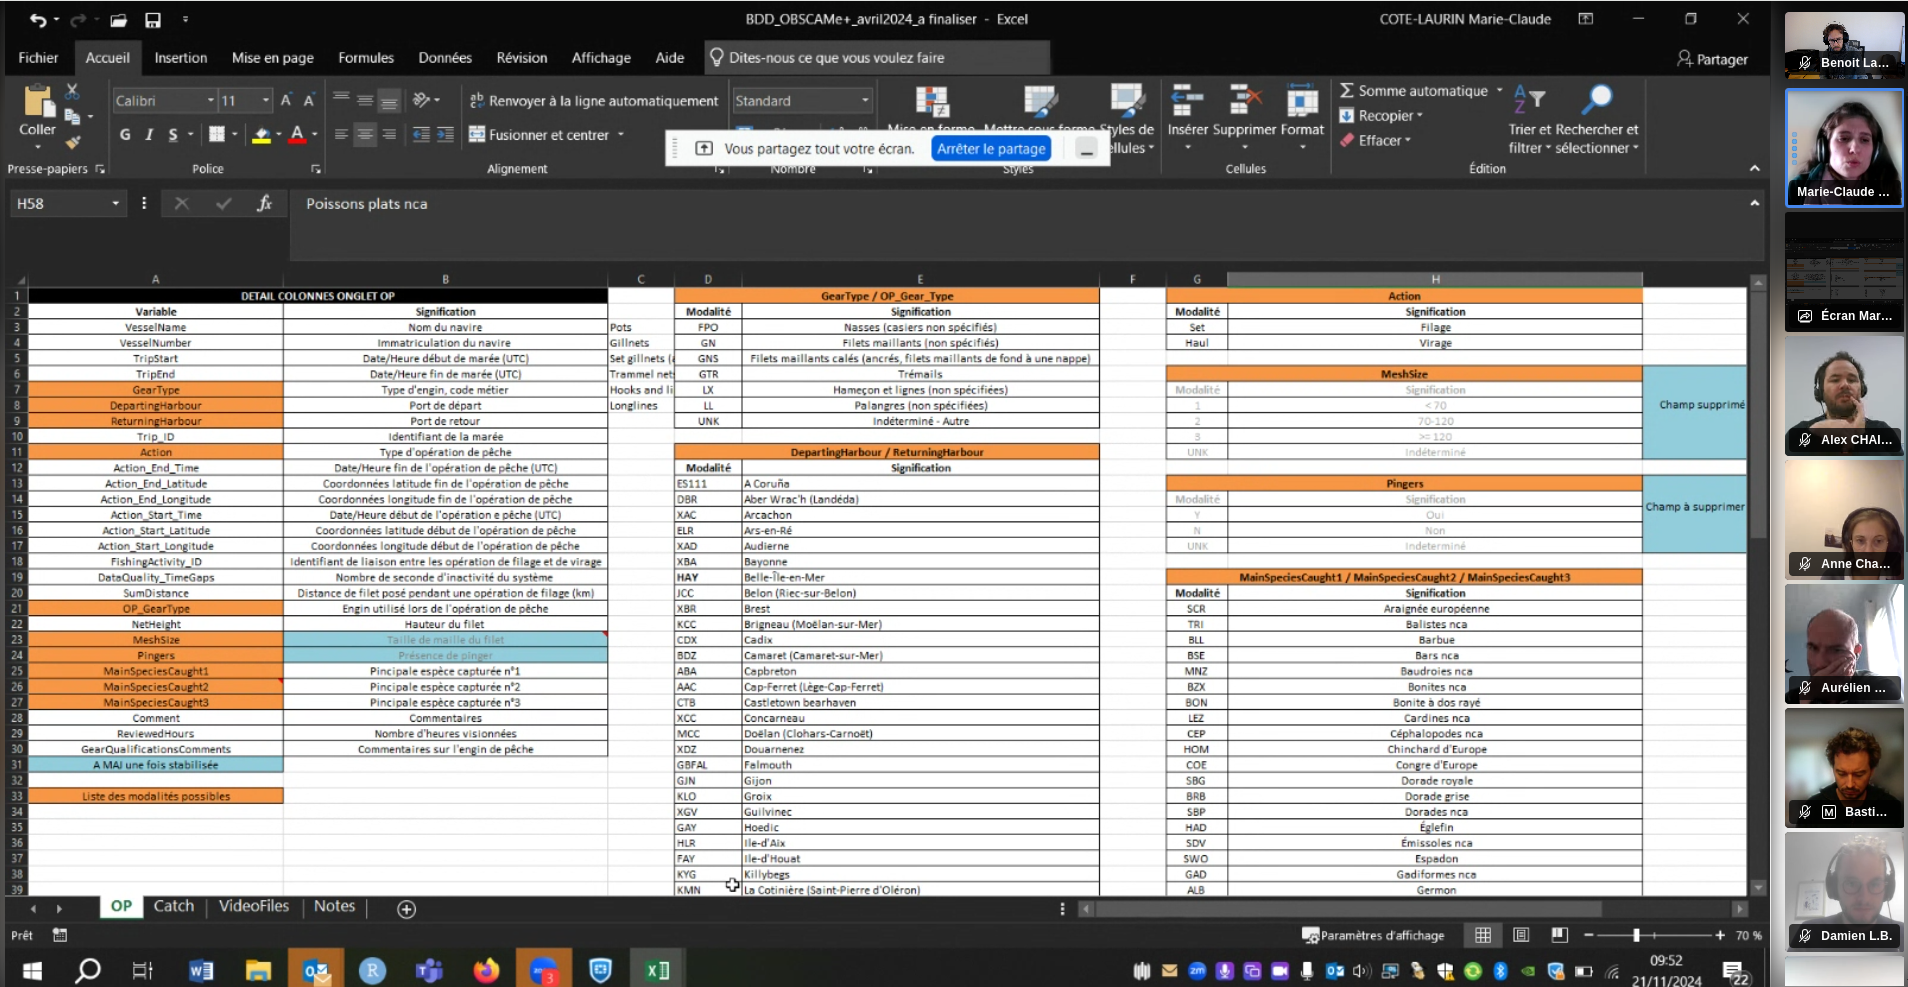 BDD_OBSCAMe+_avril2024_a finaliser - Excel
COTE-LAURIN Marie-Claude
Fichier Accueil Insertion Mise en page Formules Données Révision Affichage Aide Dites-nous ce que vous voulez faire Partager
Coller
Calibri 11
Renvoyer à la ligne automatiquement
Standard
Somme automatique
Recopier
Effacer
G I S
Fusionner et centrer
Insérer Supprimer Format
Trier et filtrer
Rechercher et sélectionner
Vous partagez tout votre écran. Arrêter le partage
Presse-papiers Police Alignement Nombre Styles Cellules Édition
H58 fx Poissons plats nca
A B C D E F G H
1 DETAIL COLONNES ONGLET OP GearType / OP_Gear_Type Action
2 Variable Signification Modalité Signification Modalité Signification
3 VesselName Nom du navire Pots FPO Nasses (casiers non spécifiés) Set Filage
4 VesselNumber Immatriculation du navire Gillnets GN Filets maillants (non spécifiés) Haul Virage
5 TripStart Date/Heure début de marée (UTC) Set gillnets GNS Filets maillants calés (ancrés, filets maillants de fond à une nappe)
6 TripEnd Date/Heure fin de marée (UTC) Trammel nets GTR Trémails MeshSize
7 GearType Type d'engin, code métier Hooks and li LX Hameçon et lignes (non spécifiées) Modalité Signification
8 DepartingHarbour Port de départ Longlines LL Palangres (non spécifiées) 1 < 70 Champ supprimé
9 ReturningHarbour Port de retour UNK Indéterminé - Autre 2 70-120
10 Trip_ID Identifiant de la marée 3 >= 120
11 Action Type d'opération de pêche DepartingHarbour / ReturningHarbour UNK Indéterminé
12 Action_End_Time Date/Heure fin de l'opération de pêche (UTC) Modalité Signification
13 Action_End_Latitude Coordonnées latitude fin de l'opération de pêche ES111 A Coruña Pingers
14 Action_End_Longitude Coordonnées longitude fin de l'opération de pêche DBR Aber Wrac'h (Landéda) Modalité Signification
15 Action_Start_Time Date/Heure début de l'opération e pêche (UTC) XAC Arcachon Y Oui Champ à supprimer
16 Action_Start_Latitude Coordonnées latitude début de l'opération de pêche ELR Ars-en-Ré N Non
17 Action_Start_Longitude Coordonnées longitude début de l'opération de pêche XAD Audierne UNK Indeterminé
18 FishingActivity_ID Identifiant de liaison entre les opération de filage et de virage XBA Bayonne
19 DataQuality_TimeGaps Nombre de seconde d'inactivité du système HAY Belle-Île-en-Mer MainSpeciesCaught1 / MainSpeciesCaught2 / MainSpeciesCaught3
20 SumDistance Distance de filet posé pendant une opération de filage (km) JCC Belon (Riec-sur-Belon) Modalité Signification
21 OP_GearType Engin utilisé lors de l'opération de pêche XBR Brest SCR Araignée européenne
22 NetHeight Hauteur du filet KCC Brigneau (Moëlan-sur-Mer) TRI Balistes nca
23 MeshSize Taille de maille du filet CDX Cadix BLL Barbue
24 Pingers Présence de pinger BDZ Camaret (Camaret-sur-Mer) BSE Bars nca
25 MainSpeciesCaught1 Pincipale espèce capturée n°1 ABA Capbreton MNZ Baudroies nca
26 MainSpeciesCaught2 Pincipale espèce capturée n°2 AAC Cap-Ferret (Lège-Cap-Ferret) BZX Bonites nca
27 MainSpeciesCaught3 Pincipale espèce capturée n°3 CTB Castletown bearhaven BON Bonite à dos rayé
28 Comment Commentaires XCC Concarneau LEZ Cardines nca
29 ReviewedHours Nombre d'heures visionnées MCC Doëlan (Clohars-Carnoët) CEP Céphalopodes nca
30 GearQualificationsComments Commentaires sur l'engin de pêche XDZ Douarnenez HOM Chinchard d'Europe
31 A MAJ une fois stabilisée GBFAL Falmouth COE Congre d'Europe
32 GJN Gijon SBG Dorade royale
33 Liste des modalités possibles KLO Groix BRB Dorade grise
34 XGV Guilvinec SBP Dorades nca
35 GAY Hoedic HAD Églefin
36 HLR Ile-d'Aix SDV Émissoles nca
37 FAY Ile-d'Houat SWO Espadon
38 KYG Killybegs GAD Gadiformes nca
39 KMN La Cotinière (Saint-Pierre d'Oléron) ALB Germon
OP Catch VideoFiles Notes
Prêt Paramètres d'affichage 70 %
09:52
21/11/2024
22
3
Benoit La...
Marie-Claude ...
Écran Mar...
Alex CHAI...
Anne Cha...
Aurélien ...
M Basti...
Damien L.B.